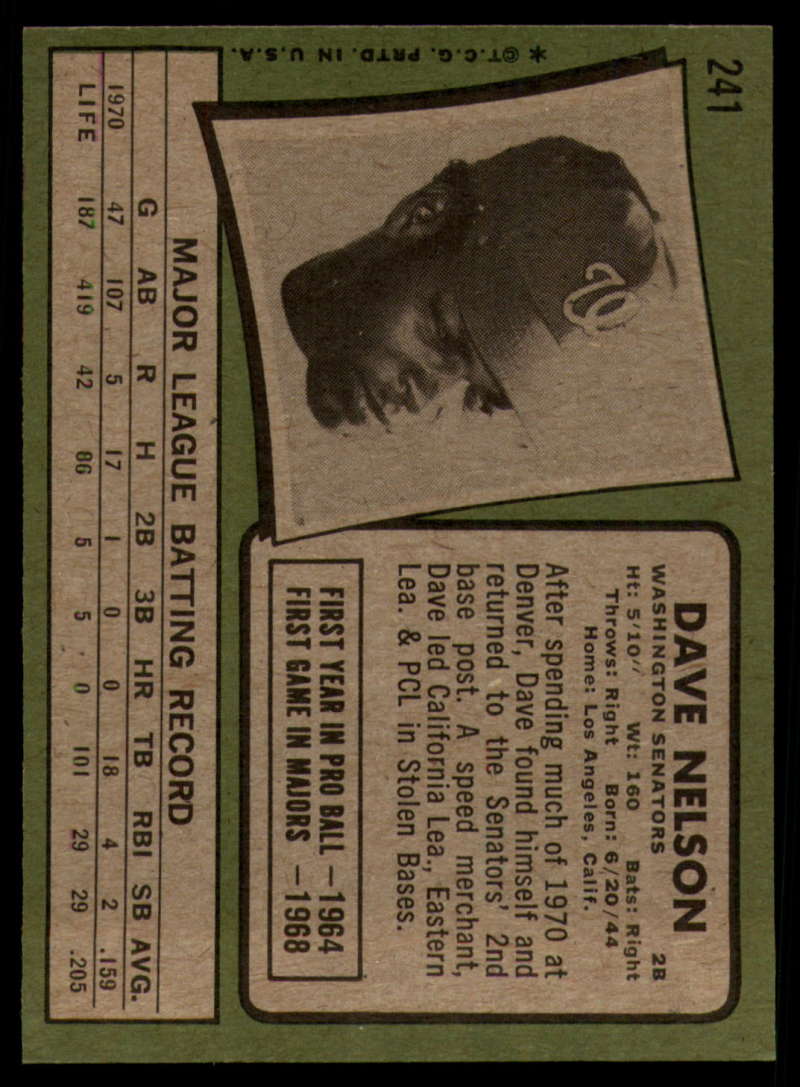 241
DAVE NELSON
WASHINGTON SENATORS 2B
Ht: 5'10" Wt: 160 Bats: Right
Throws: Right Born: 6/20/44
Home: Los Angeles, Calif.
After spending much of 1970 at
Denver, Dave found himself and
returned to the Senators' 2nd
base post. A speed merchant,
Dave led California Lea., Eastern
Lea. & PCL in Stolen Bases.
FIRST YEAR IN PRO BALL—1964
FIRST GAME IN MAJORS —1968
W
MAJOR LEAGUE BATTING RECORD
G AB R H 2B 3B HR TB RBI SB AVG.
1970 47 107 5 17 1 0 0 18 4 2 .159
LIFE 187 419 42 86 5 5 0 101 29 29 .205
*©T.C.G. PRTD. IN U.S.A.